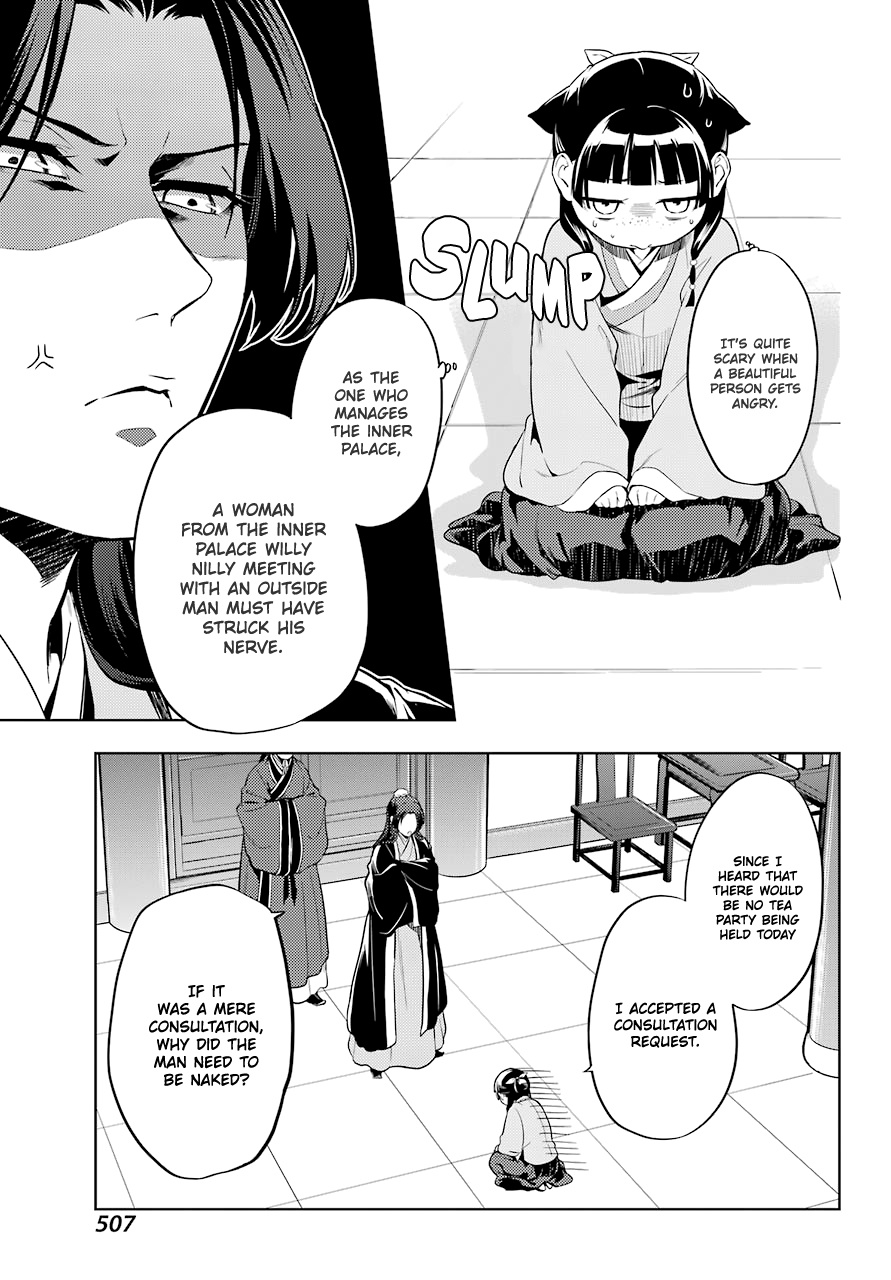 IT'S QUITE
SCARY WHEN
A BEAUTIFUL
PERSON GETS
ANGRY.
SLUMP
AS THE
ONE WHO
MANAGES
THE INNER
PALACE,
A WOMAN
FROM THE INNER
PALACE WILLY
NILLY MEETING
WITH AN OUTSIDE
MAN MUST HAVE
STRUCK HIS
NERVE.
SINCE I
HEARD THAT
THERE WOULD
BE NO TEA
PARTY BEING
HELD TODAY
I ACCEPTED A
CONSULTATION
REQUEST.
IF IT
WAS A MERE
CONSULTATION,
WHY DID THE
MAN NEED TO
BE NAKED?
507